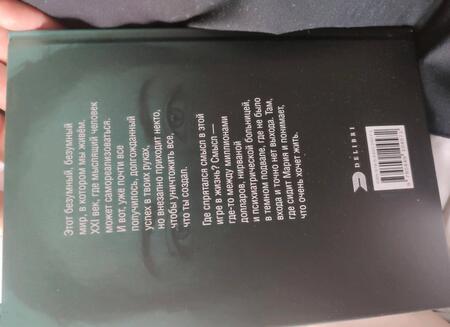 Этот безумный, безумный
мир, в котором мы живём.
XXI век, где мыслящий человек
может самореализоваться.
И вот, уже почти все
получилось, долгожданный
успех в твоих руках,
но внезапно приходит некто,
чтобы уничтожить все,
что ты создал.
Где спрятался смысл в этой
игре в жизнь? Смысл —
где-то между миллионами
долларов, нирваной
и психиатрической больницей,
в темном подвале, где не было
входа и точно нет выхода. Там,
где сидит Мария и понимает,
что очень хочет жить.
DELIBRI